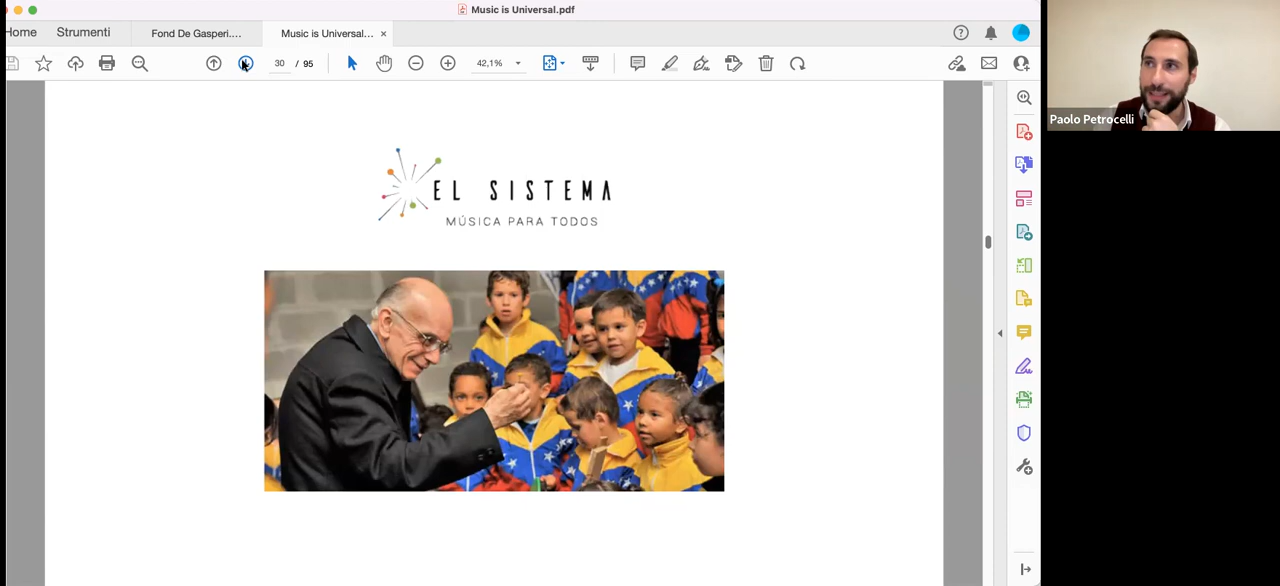 Music is Universal.pdf
Home
Strumenti
Fond De Gasperi....
Music is Universal... ×
30 / 95
42,1%
EL SISTEMA
MÚSICA PARA TODOS
Paolo Petrocelli